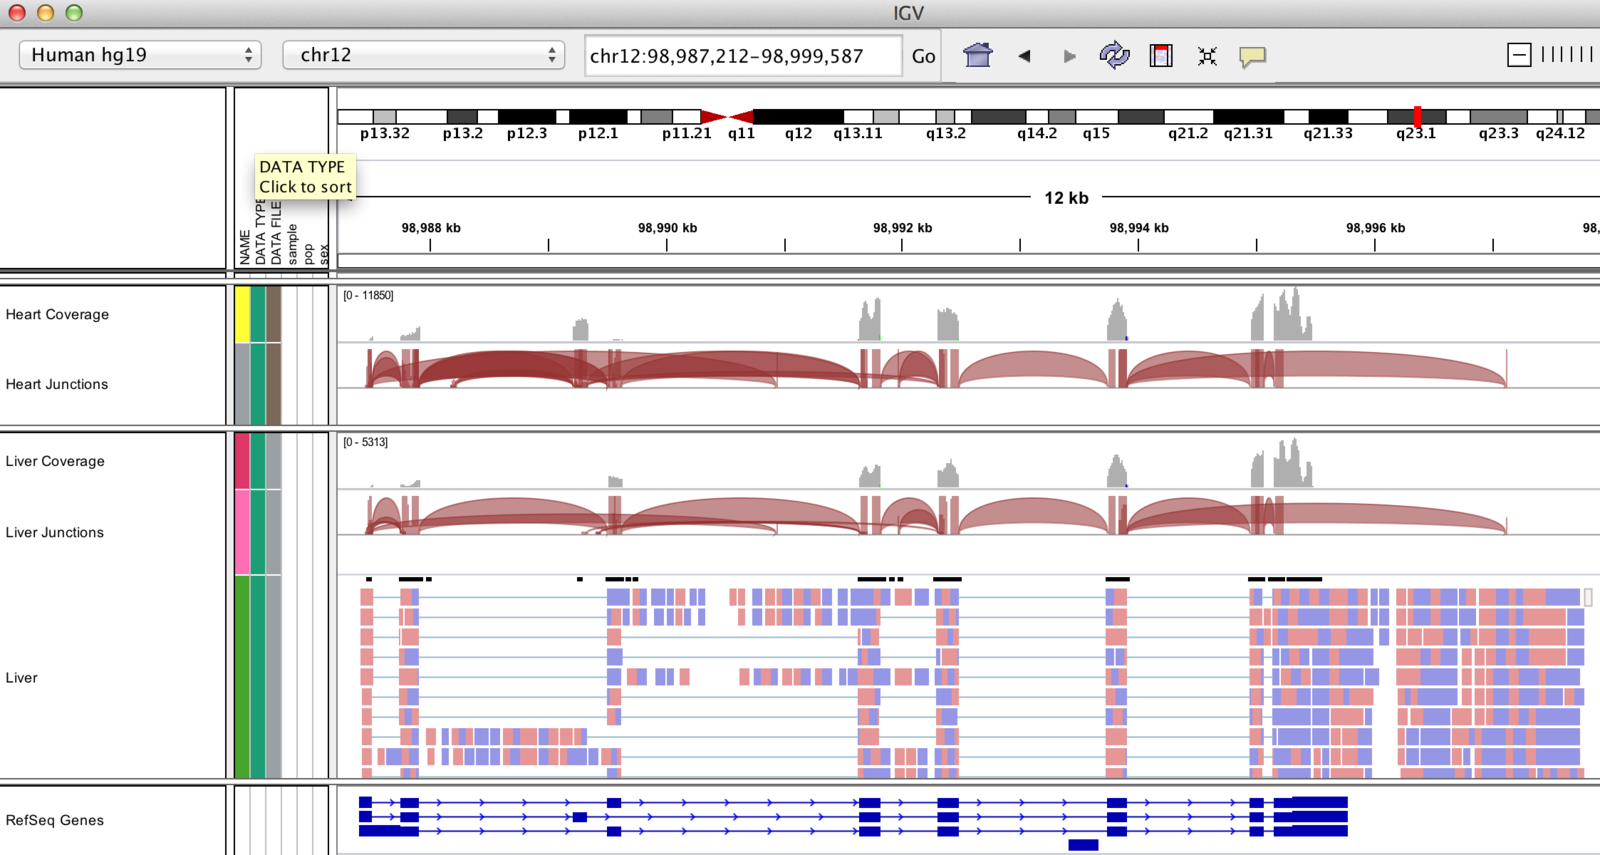 IGV
Human hg19 chr12 chr12:98,987,212-98,999,587 Go
p13.32 p13.2 p12.3 p12.1 p11.21 q11 q12 q13.11 q13.2 q14.2 q15 q21.2 q21.31 q21.33 q23.1 q23.3 q24.12
DATA TYPE
Click to sort
12 kb
98,988 kb 98,990 kb 98,992 kb 98,994 kb 98,996 kb 98,
NAME
DATA TYPE
DATA FILE
sample
pop
sex
[0 - 11850]
Heart Coverage
Heart Junctions
[0 - 5313]
Liver Coverage
Liver Junctions
Liver
RefSeq Genes